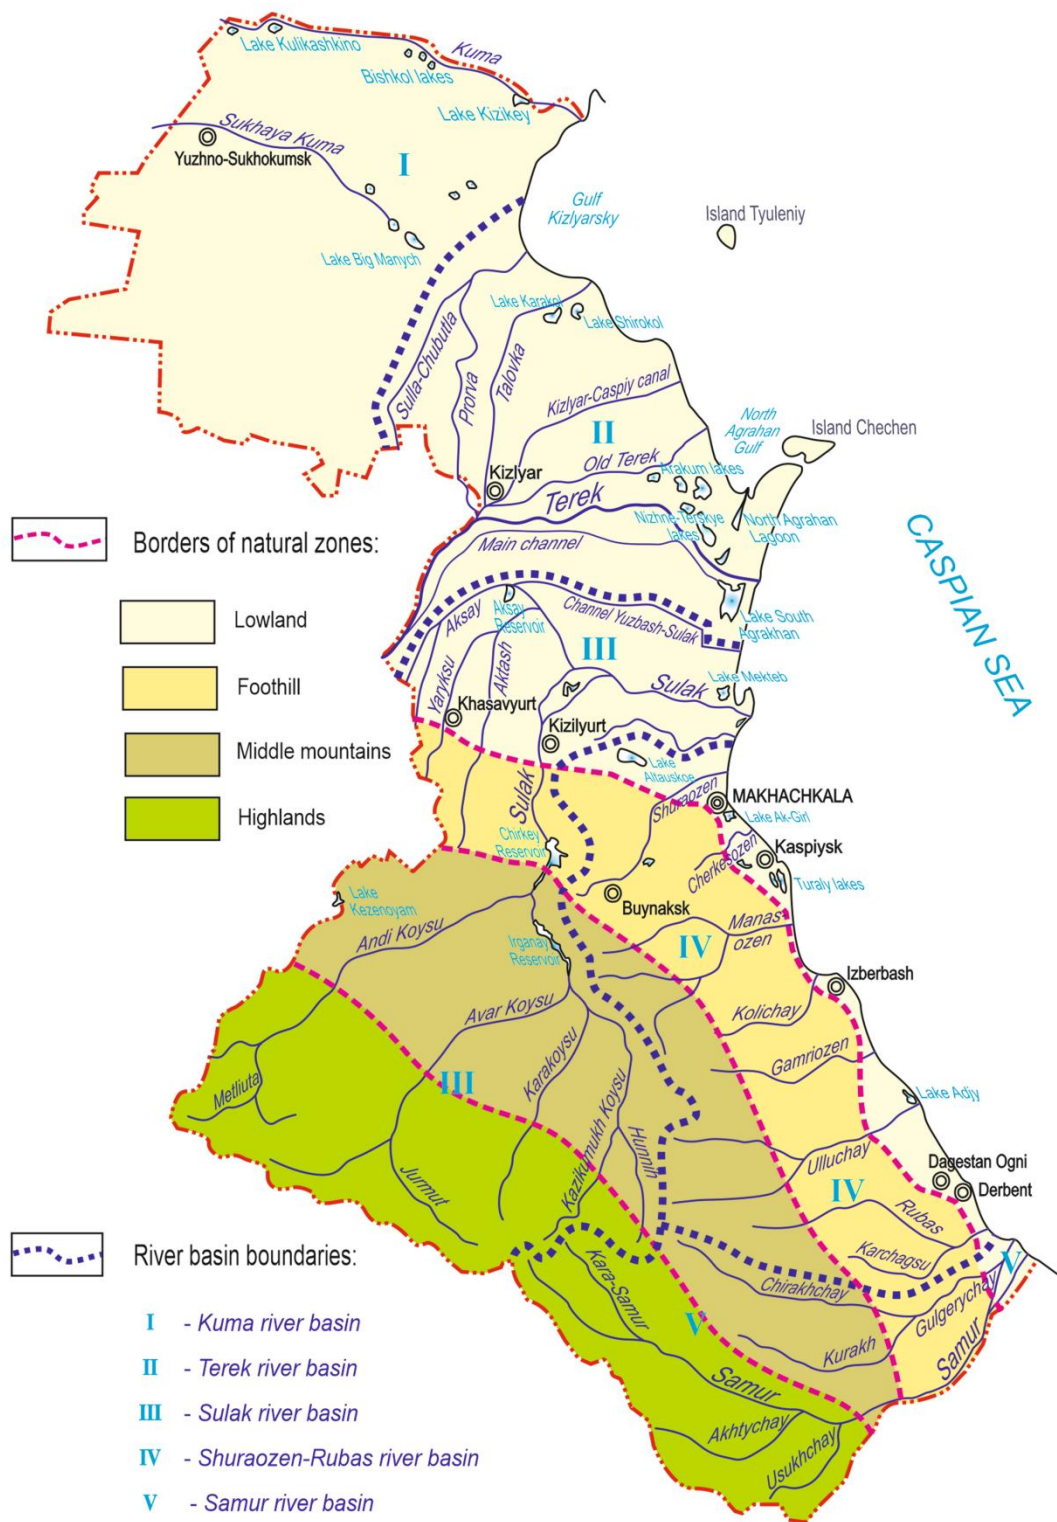 Lake Kulikashkino
Kuma
Bishkol lakes
Lake Kizikey
Sukhaya Kuma
Yuzhno-Sukhokumsk
I
Gulf
Kizlyarsky
Island Tyuleniy
Lake Big Manych
Lake Karakol
Lake Shirokol
Sulla-Chubutla
Prorva
Talovka
Kizlyar-Caspiy canal
II
North
Agrahan
Gulf
Island Chechen
Old Terek
Arakum lakes
Kizlyar
Terek
Nizhne-Terskye
lakes
North Agrahan
Lagoon
CASPIAN SEA
Borders of natural zones:
Main channel
Lowland
Aksay
Aksay
Reservoir
Channel Yuzbash-Sulak
Lake South
Agrakhan
III
Yaryksu
Aktash
Sulak
Lake Mekteb
Foothill
Khasavyurt
Kizilyurt
Middle mountains
Lake
Altauskoe
Sulak
Shuraozen
MAKHACHKALA
Lake Ak-Girl
Highlands
Chirkey
Reservoir
Cherkesozen
Kaspiysk
Turaly lakes
Lake
Kezenoyam
Buynaksk
Andi Koysu
Manas-
ozen
IV
Irganay
Reservoir
Izberbash
Avar Koysu
Kolichay
Karakoysu
Gamriozen
Metliuta
III
Kazikumukh Koysu
Hunnih
Lake Adjy
Jurmut
Ulluchay
Dagestan Ogni
Derbent
IV
Rubas
Karchagsu
River basin boundaries:
Kara-Samur
Chirakhchay
Gulgerychay
V
V
Kurakh
Samur
Samur
Akhtychay
Usukhchay
I - Kuma river basin
II - Terek river basin
III - Sulak river basin
IV - Shuraozen-Rubas river basin
V - Samur river basin